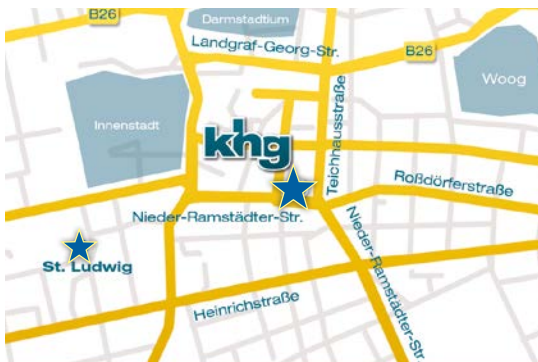 B26
Darmstadtium
Landgraf-Georg-Str.
B26
Woog
Innenstadt
khg
Teichhausstraße
Roßdörferstraße
Nieder-Ramstädter-Str.
Nieder-Ramstädter-Str
St. Ludwig
Heinrichstraße